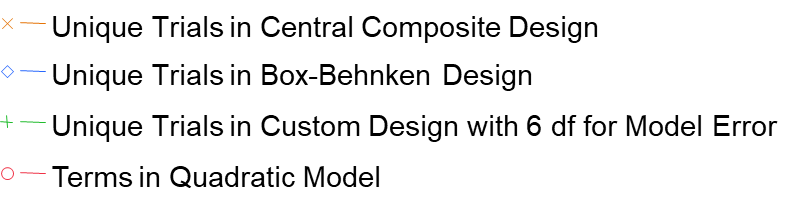 Unique Trials in Central Composite Design
Unique Trials in Box-Behnken Design
Unique Trials in Custom Design with 6 df for Model Error
Terms in Quadratic Model